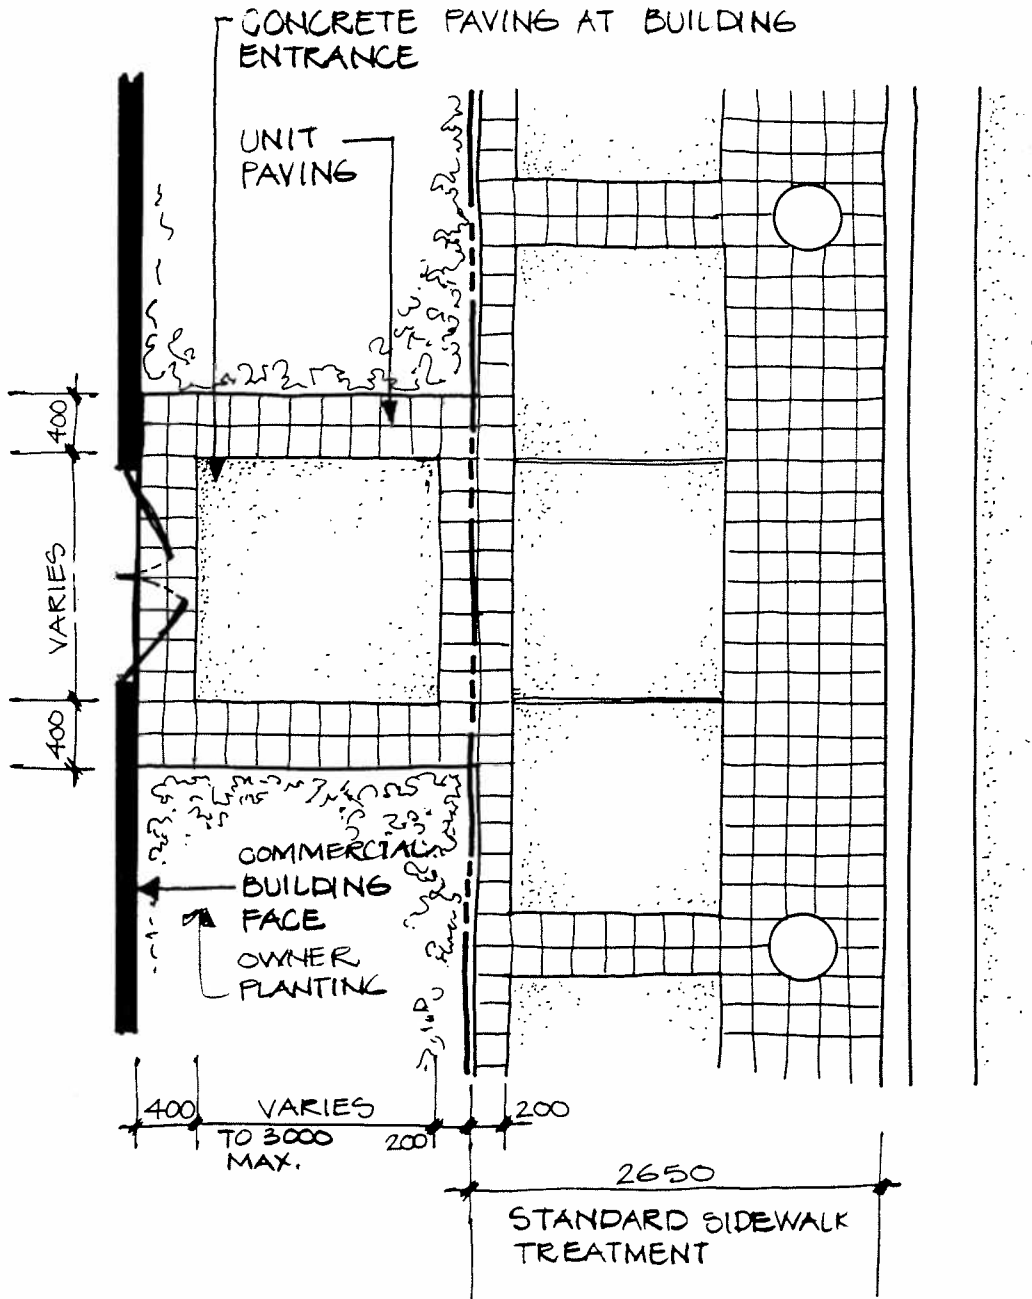 CONCRETE PAVING AT BUILDING
ENTRANCE
UNIT
PAVING
400
VARIES
400
COMMERCIAL
BUILDING
FACE
OWNER
PLANTING
400
VARIES
TO 3000
MAX.
200
200
2650
STANDARD SIDEWALK
TREATMENT